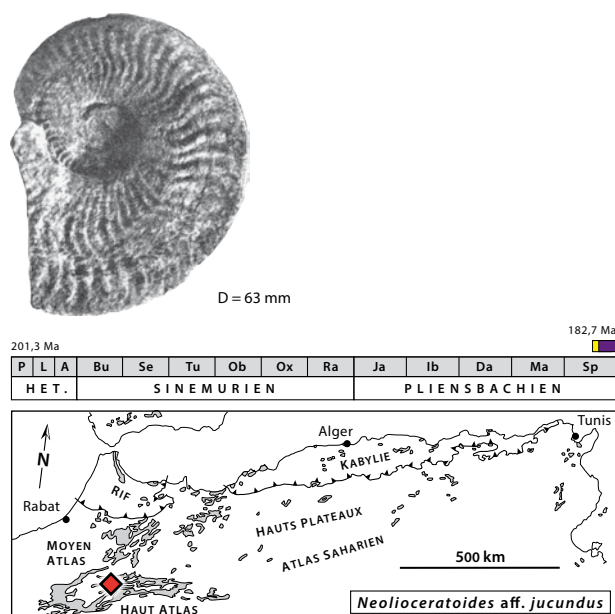 D = 63 mm
182,7 Ma
201,3 Ma
P L A Bu Se Tu Ob Ox Ra Ja Ib Da Ma Sp
HET. SINEMURIEN PLIENSBACHIEN
Tunis
Alger
N
KABYLIE
RIF
Rabat
HAUTS PLATEAUX
MOYEN
ATLAS
ATLAS SAHARIEN
500 km
HAUT ATLAS
Neolioceratoides aff. jucundus